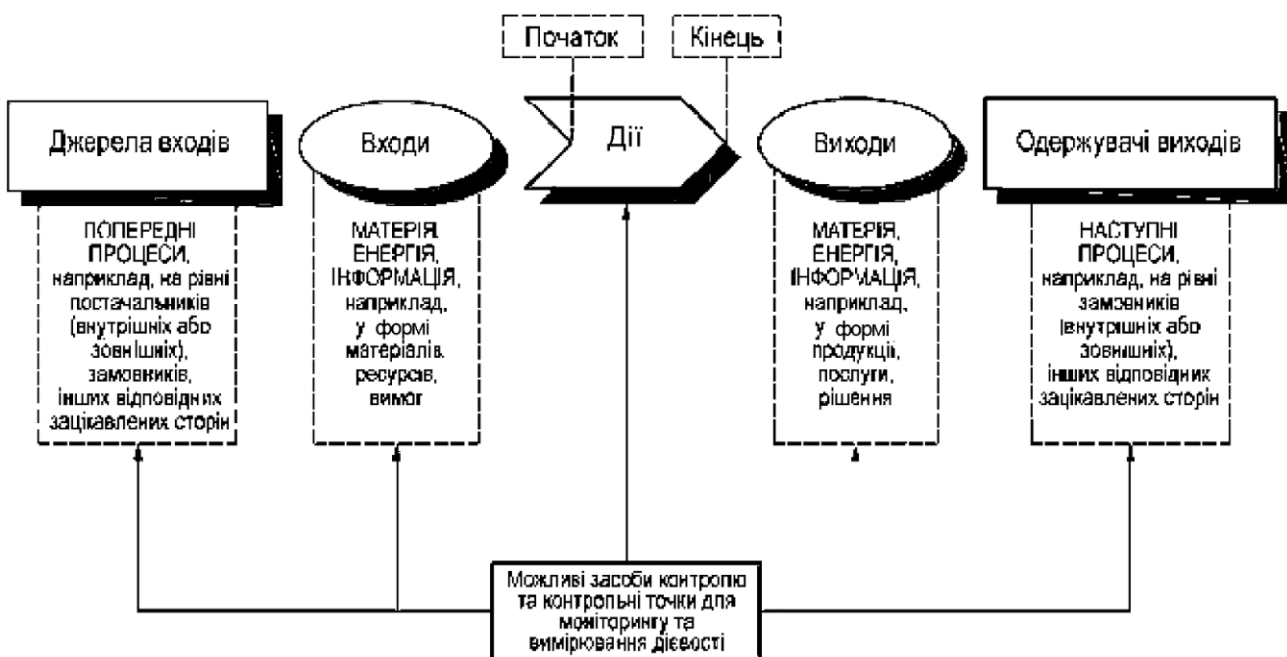 Початок
Кінець
Джерела входів
Входи
Дії
Виходи
Одержувачі виходів
ПОПЕРЕДНІ
ПРОЦЕСИ,
наприклад, на рівні
постачальників
(внутрішніх або
зовнішніх),
замовників,
інших відповідних
зацікавлених сторін
МАТЕРІЯ,
ЕНЕРГІЯ,
ІНФОРМАЦІЯ,
наприклад,
у формі
матеріалів,
ресурсів,
вимог
МАТЕРІЯ,
ЕНЕРГІЯ,
ІНФОРМАЦІЯ,
наприклад,
у формі
продукції,
послуги,
рішення
НАСТУПНІ
ПРОЦЕСИ,
наприклад, на рівні
замовників
(внутрішніх або
зовнішніх),
інших відповідних
зацікавлених сторін
Можливі засоби контролю
та контрольні точки для
моніторингу та
вимірювання дієвості